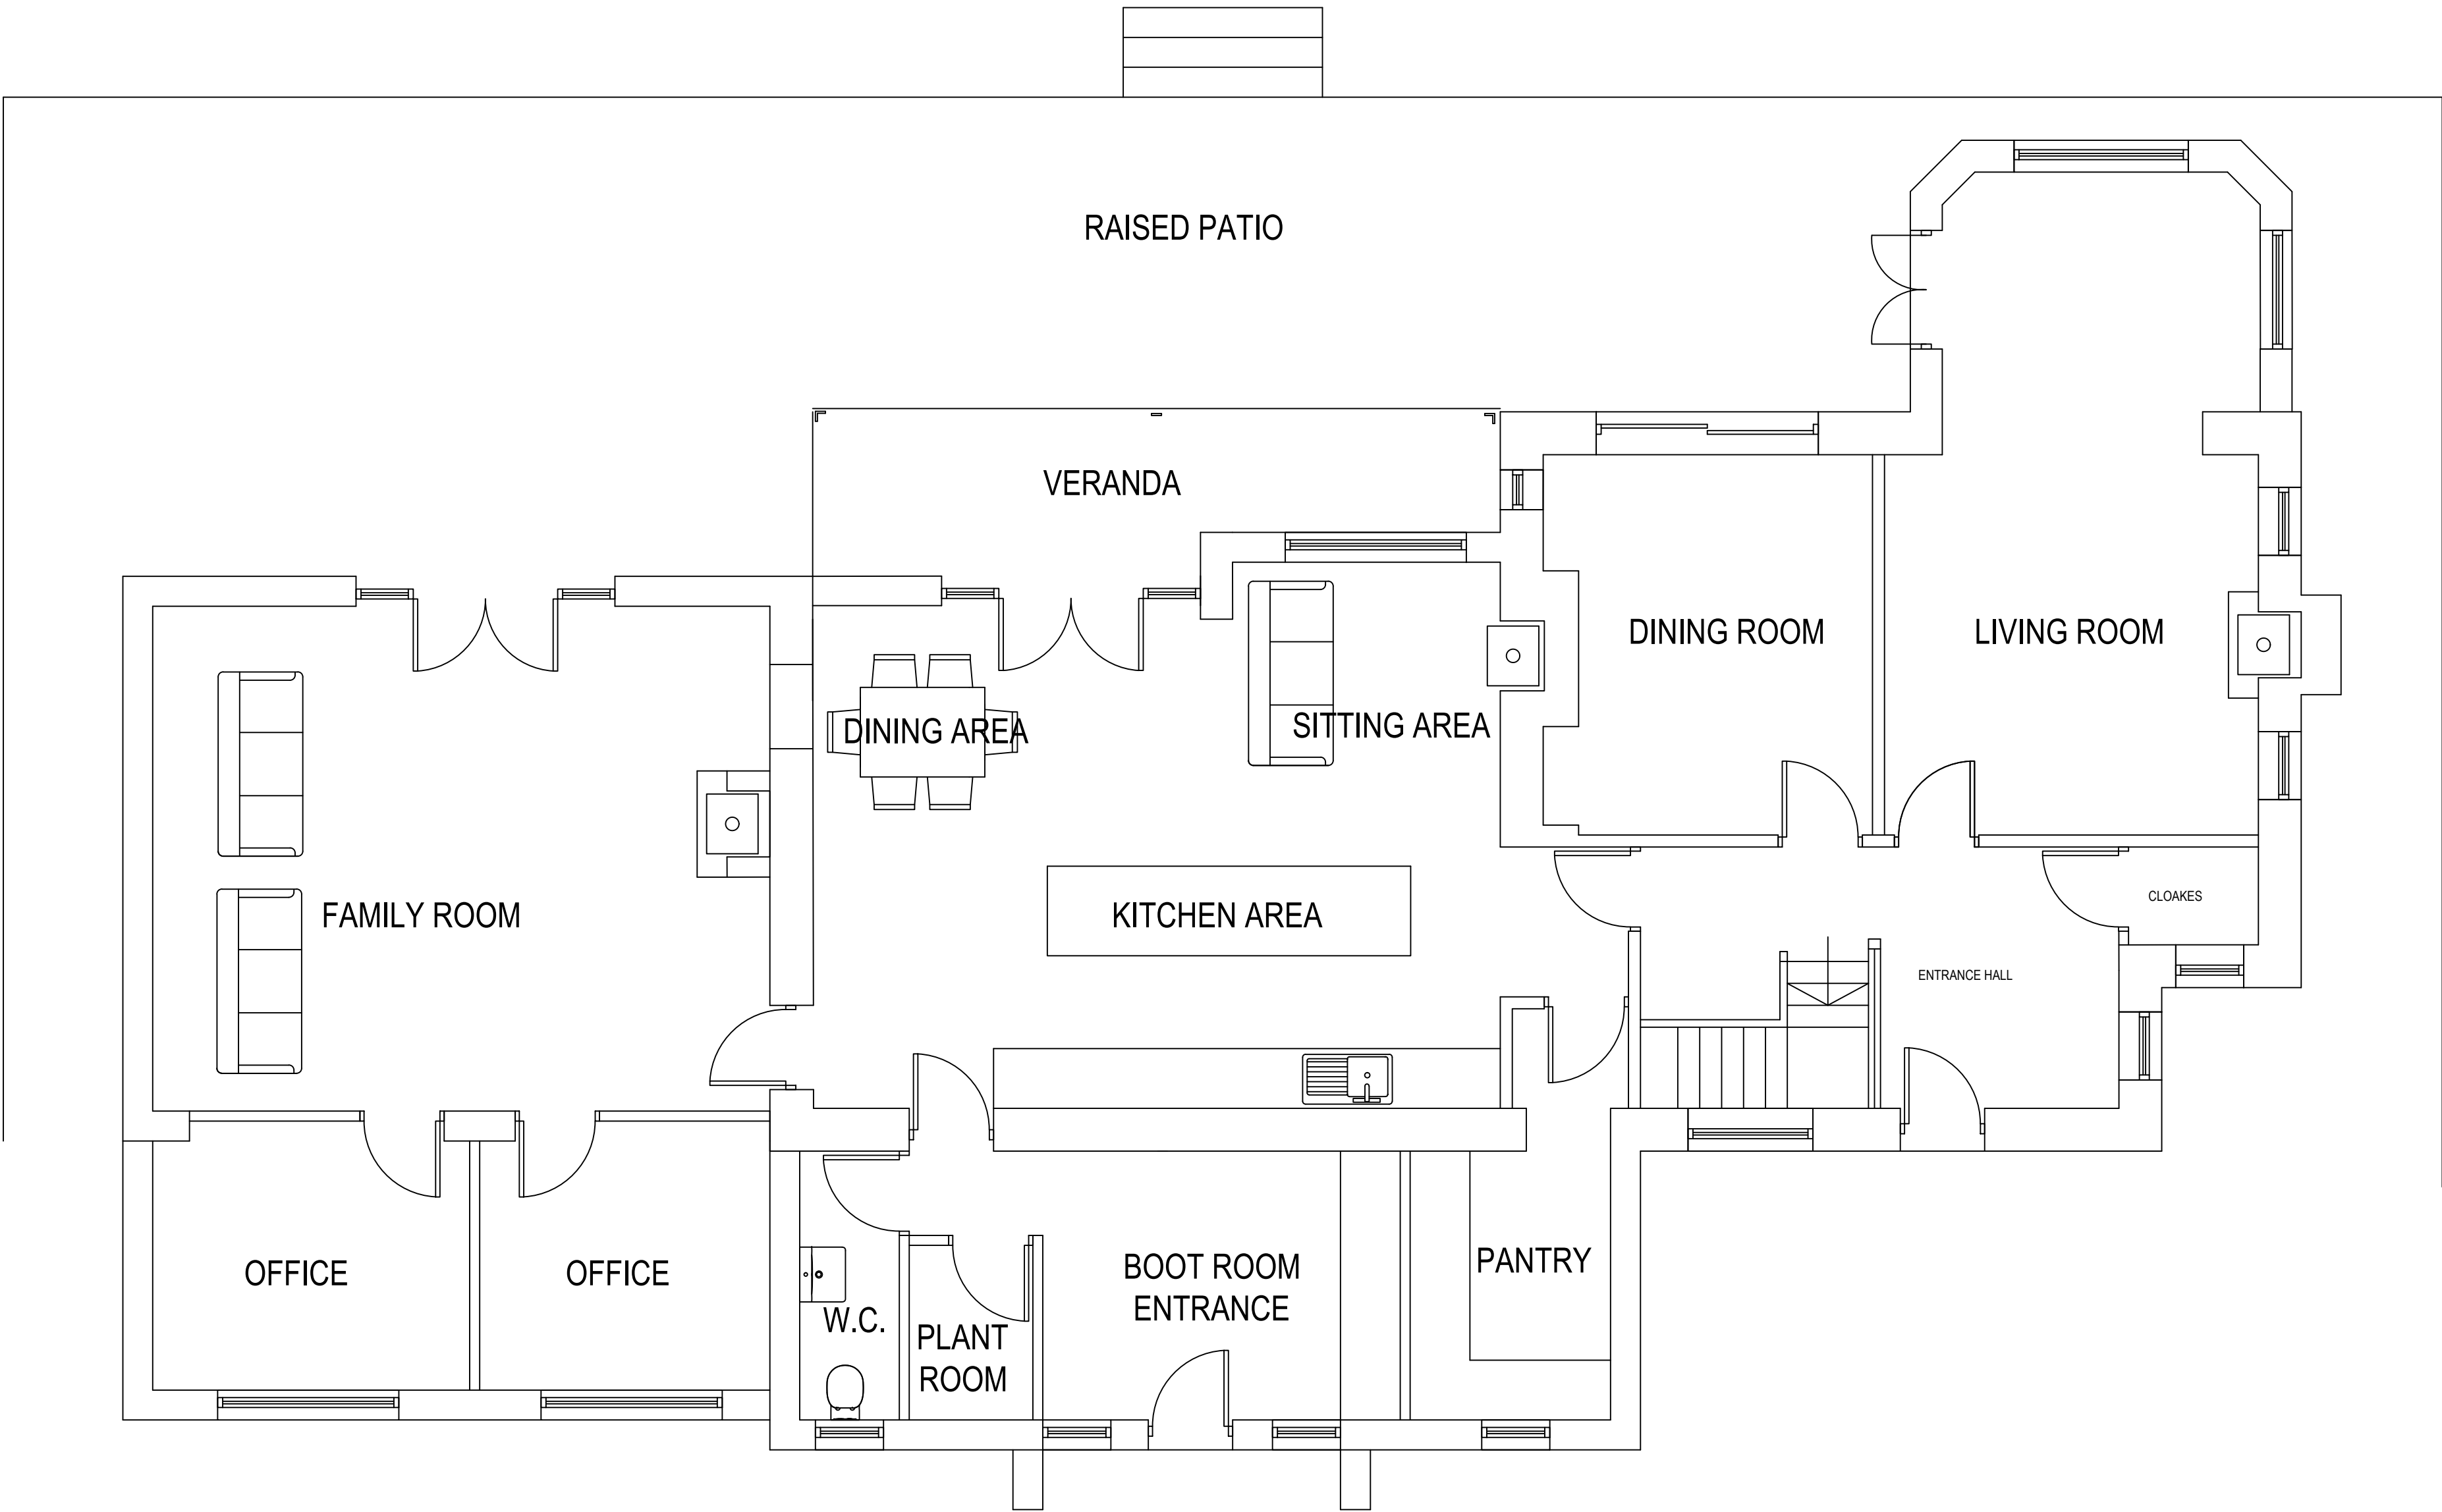 RAISED PATIO
VERANDA
DINING ROOM
LIVING ROOM
DINING AREA
SITTING AREA
CLOAKES
FAMILY ROOM
KITCHEN AREA
ENTRANCE HALL
OFFICE
OFFICE
W.C.
PLANT
ROOM
BOOT ROOM
ENTRANCE
PANTRY